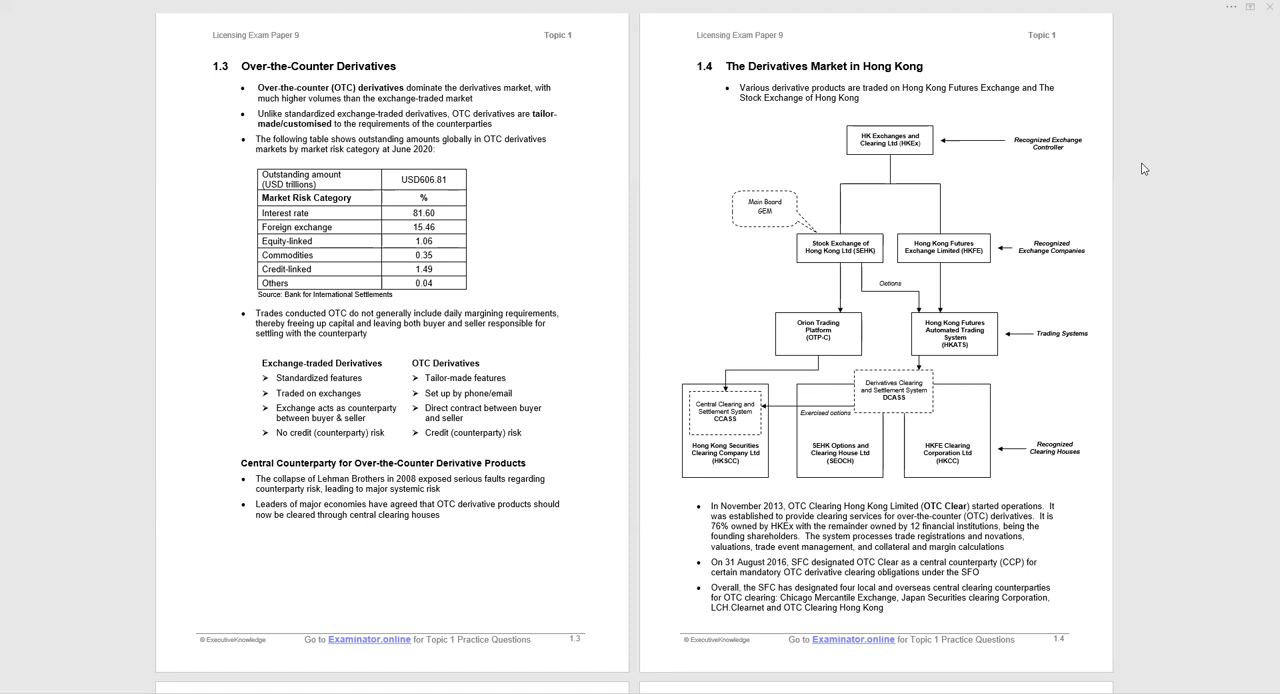 Licensing Exam Paper 9 Topic 1
1.3 Over-the-Counter Derivatives
• Over-the-counter (OTC) derivatives dominate the derivatives market, with
much higher volumes than the exchange-traded market
• Unlike standardized exchange-traded derivatives, OTC derivatives are tailor-
made/customised to the requirements of the counterparties
• The following table shows outstanding amounts globally in OTC derivatives
markets by market risk category at June 2020:
Outstanding amount
(USD trillions) USD606.81
Market Risk Category %
Interest rate 81.60
Foreign exchange 15.46
Equity-linked 1.06
Commodities 0.35
Credit-linked 1.49
Others 0.04
Source: Bank for International Settlements
• Trades conducted OTC do not generally include daily margining requirements,
thereby freeing up capital and leaving both buyer and seller responsible for
settling with the counterparty
Exchange-traded Derivatives OTC Derivatives
➢ Standardized features ➢ Tailor-made features
➢ Traded on exchanges ➢ Set up by phone/email
➢ Exchange acts as counterparty ➢ Direct contract between buyer
between buyer & seller and seller
➢ No credit (counterparty) risk ➢ Credit (counterparty) risk
Central Counterparty for Over-the-Counter Derivative Products
• The collapse of Lehman Brothers in 2008 exposed serious faults regarding
counterparty risk, leading to major systemic risk
• Leaders of major economies have agreed that OTC derivative products should
now be cleared through central clearing houses
© ExecutiveKnowledge Go to Examinator.online for Topic 1 Practice Questions 1.3
Licensing Exam Paper 9 Topic 1
1.4 The Derivatives Market in Hong Kong
• Various derivative products are traded on Hong Kong Futures Exchange and The
Stock Exchange of Hong Kong
HK Exchanges and
Clearing Ltd (HKEx)
Recognized Exchange
Controller
Main Board
GEM
Stock Exchange of
Hong Kong Ltd (SEHK)
Hong Kong Futures
Exchange Limited (HKFE)
Recognized
Exchange Companies
Options
Orion Trading
Platform
(OTP-C)
Hong Kong Futures
Automated Trading
System
(HKATS)
Trading Systems
Derivatives Clearing
and Settlement System
DCASS
Central Clearing and
Settlement System
CCASS
Exercised options
Hong Kong Securities
Clearing Company Ltd
(HKSCC)
SEHK Options and
Clearing House Ltd
(SEOCH)
HKFE Clearing
Corporation Ltd
(HKCC)
Recognized
Clearing Houses
• In November 2013, OTC Clearing Hong Kong Limited (OTC Clear) started operations. It
was established to provide clearing services for over-the-counter (OTC) derivatives. It is
76% owned by HKEx with the remainder owned by 12 financial institutions, being the
founding shareholders. The system processes trade registrations and novations,
valuations, trade event management, and collateral and margin calculations
• On 31 August 2016, SFC designated OTC Clear as a central counterparty (CCP) for
certain mandatory OTC derivative clearing obligations under the SFO
• Overall, the SFC has designated four local and overseas central clearing counterparties
for OTC clearing: Chicago Mercantile Exchange, Japan Securities clearing Corporation,
LCH.Clearnet and OTC Clearing Hong Kong
© ExecutiveKnowledge Go to Examinator.online for Topic 1 Practice Questions 1.4